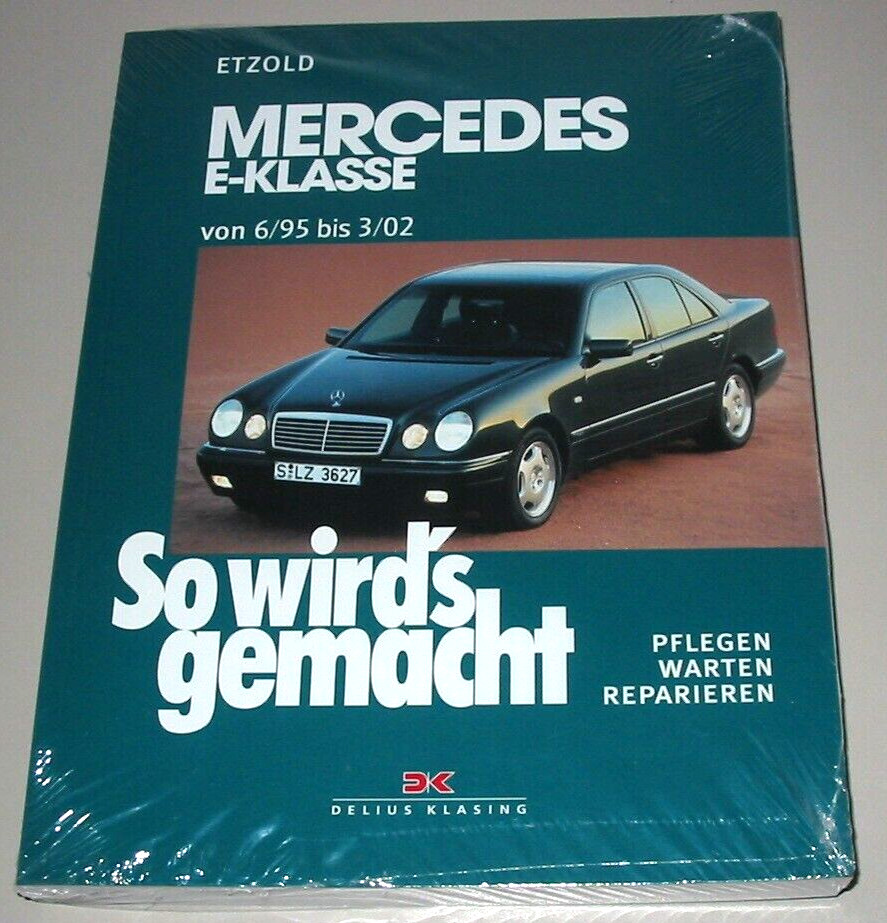 ETZOLD
MERCEDES
E-KLASSE
von 6/95 bis 3/02
S LZ 3627
So wird's
gemacht
PFLEGEN
WARTEN
REPARIEREN
DK
DELIUS KLASING